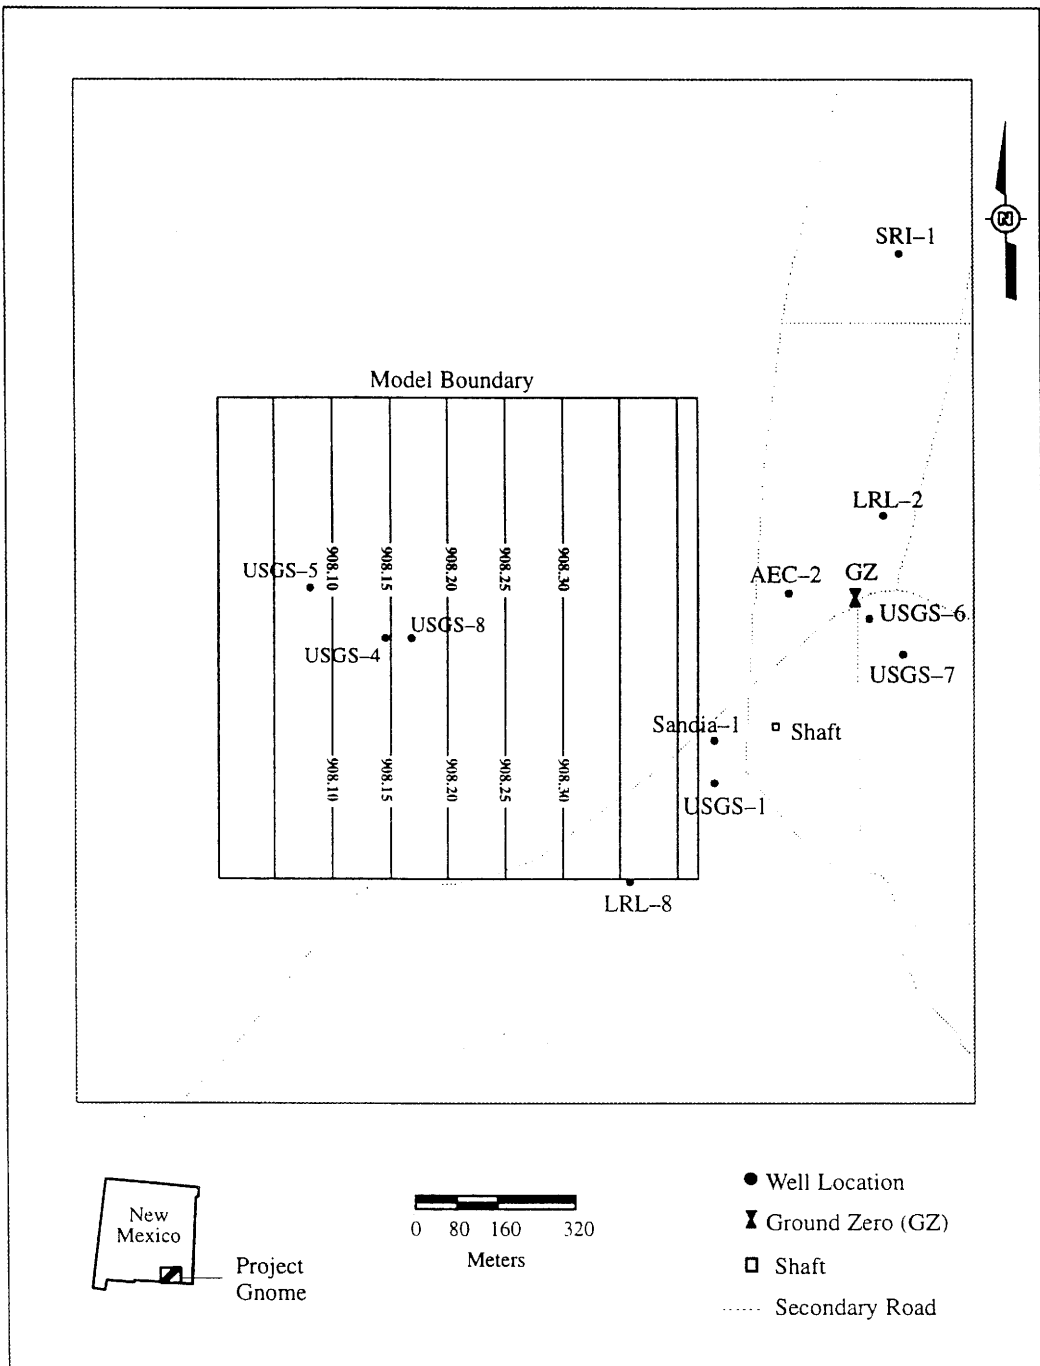 N
SRI–1
Model Boundary
LRL–2
AEC–2
GZ
USGS–6
USGS–7
USGS–5
USGS–8
USGS–4
908.10
908.15
908.20
908.25
908.30
908.10
908.15
908.20
908.25
908.30
Sandia–1
Shaft
USGS–1
LRL–8
New
Mexico
Project
Gnome
0 80 160 320
Meters
Well Location
Ground Zero (GZ)
Shaft
Secondary Road